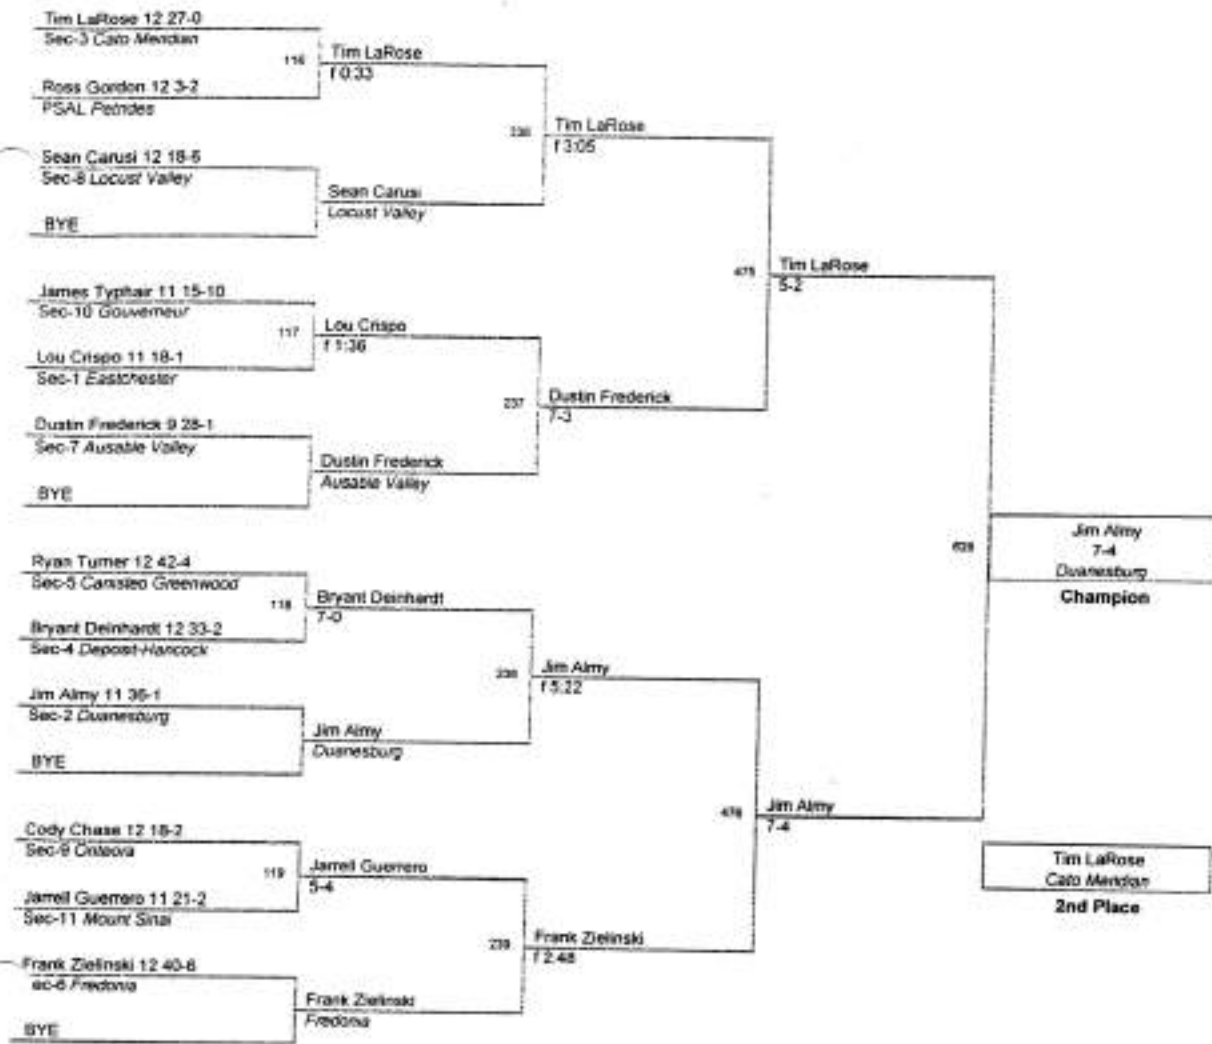 Tim LaRose 12 27-0
Sec-3 Cato Meridian
116
Tim LaRose
f 0:33
Ross Gordon 12 3-2
PSAL Petrides
236
Tim LaRose
f 3:05
Sean Carusi 12 18-6
Sec-8 Locust Valley
Sean Carusi
Locust Valley
BYE
475
Tim LaRose
5-2
James Typhair 11 15-10
Sec-10 Gouverneur
117
Lou Crispo
f 1:36
Lou Crispo 11 18-1
Sec-1 Eastchester
237
Dustin Frederick
7-3
Dustin Frederick 9 28-1
Sec-7 Ausable Valley
Dustin Frederick
Ausable Valley
BYE
Jim Almy
7-4
Duanesburg
Champion
Ryan Turner 12 42-4
Sec-5 Canisteo Greenwood
118
Bryant Deinhardt
7-0
Bryant Deinhardt 12 33-2
Sec-4 Deposit-Hancock
Jim Almy
f 5:22
Jim Almy 11 36-1
Sec-2 Duanesburg
Jim Almy
Duanesburg
BYE
476
Jim Almy
7-4
Cody Chase 12 18-2
Sec-9 Onteora
119
Jarrell Guerrero
5-4
Tim LaRose
Cato Meridian
2nd Place
Jarrell Guerrero 11 21-2
Sec-11 Mount Sinai
239
Frank Zielinski
f 2:48
Frank Zielinski 12 40-6
ec-6 Fredonia
Frank Zielinski
Fredonia
BYE